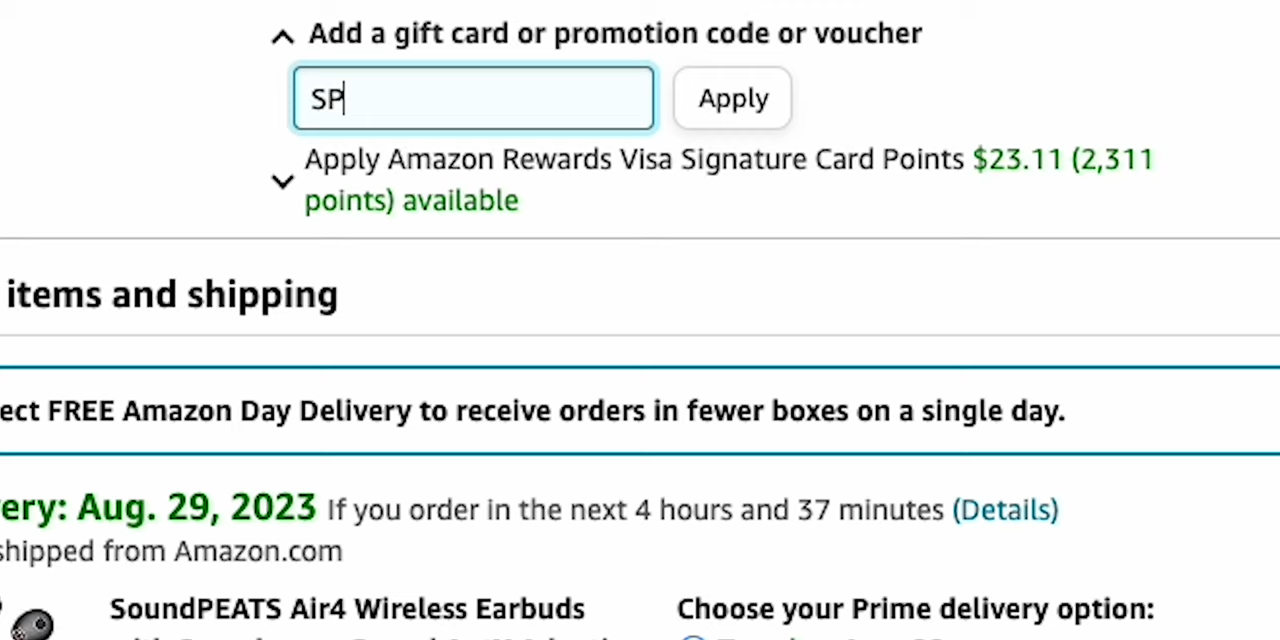 Add a gift card or promotion code or voucher
SP
Apply
Apply Amazon Rewards Visa Signature Card Points $23.11 (2,311
points) available
items and shipping
ect FREE Amazon Day Delivery to receive orders in fewer boxes on a single day.
ery: Aug. 29, 2023 If you order in the next 4 hours and 37 minutes (Details)
shipped from Amazon.com
SoundPEATS Air4 Wireless Earbuds
Choose your Prime delivery option: